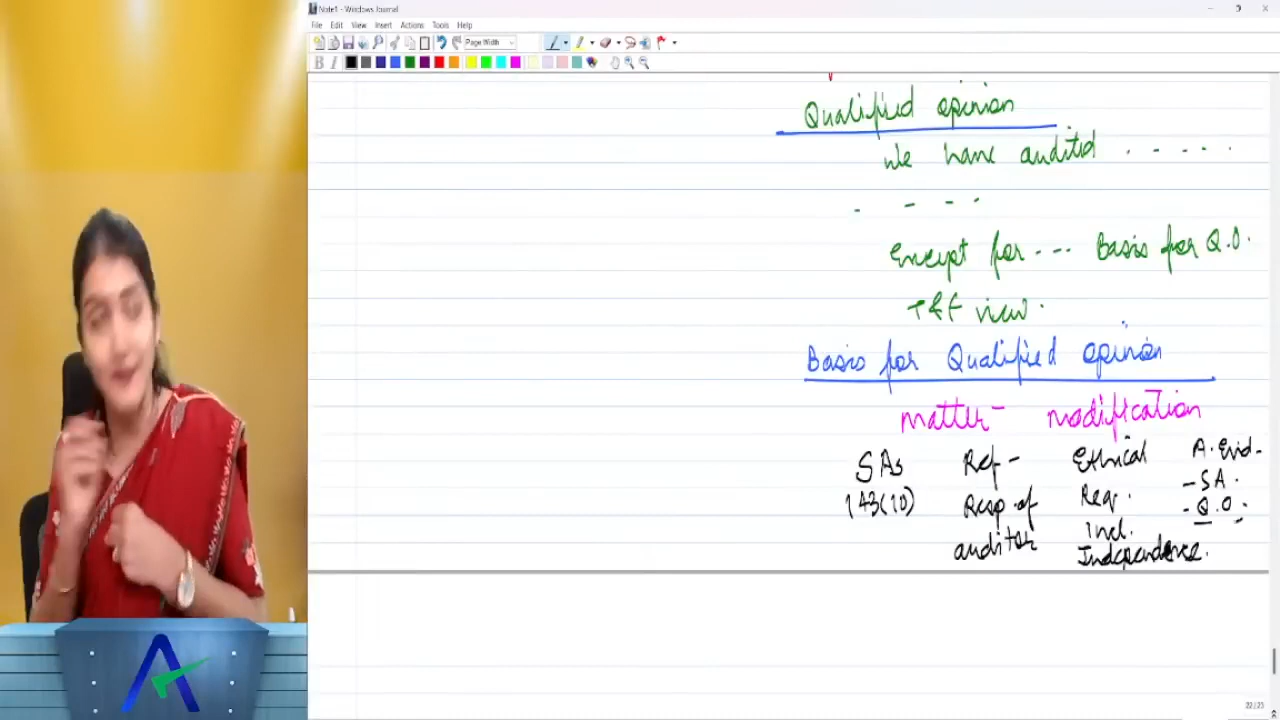 Note1 - Windows Journal
File Edit View Insert Actions Tools Help
Page Width
B I
Qualified opinion
We have audited . - - - .
. - - -
Except for --- Basis for Q.O.
T&F view.
Basis for Qualified opinion
matter - modification
SAs Ref - Ethical A. Evid.
143(10) Resp. of Req. - SA.
auditor incl. - Q.O.
Independence.
22/23